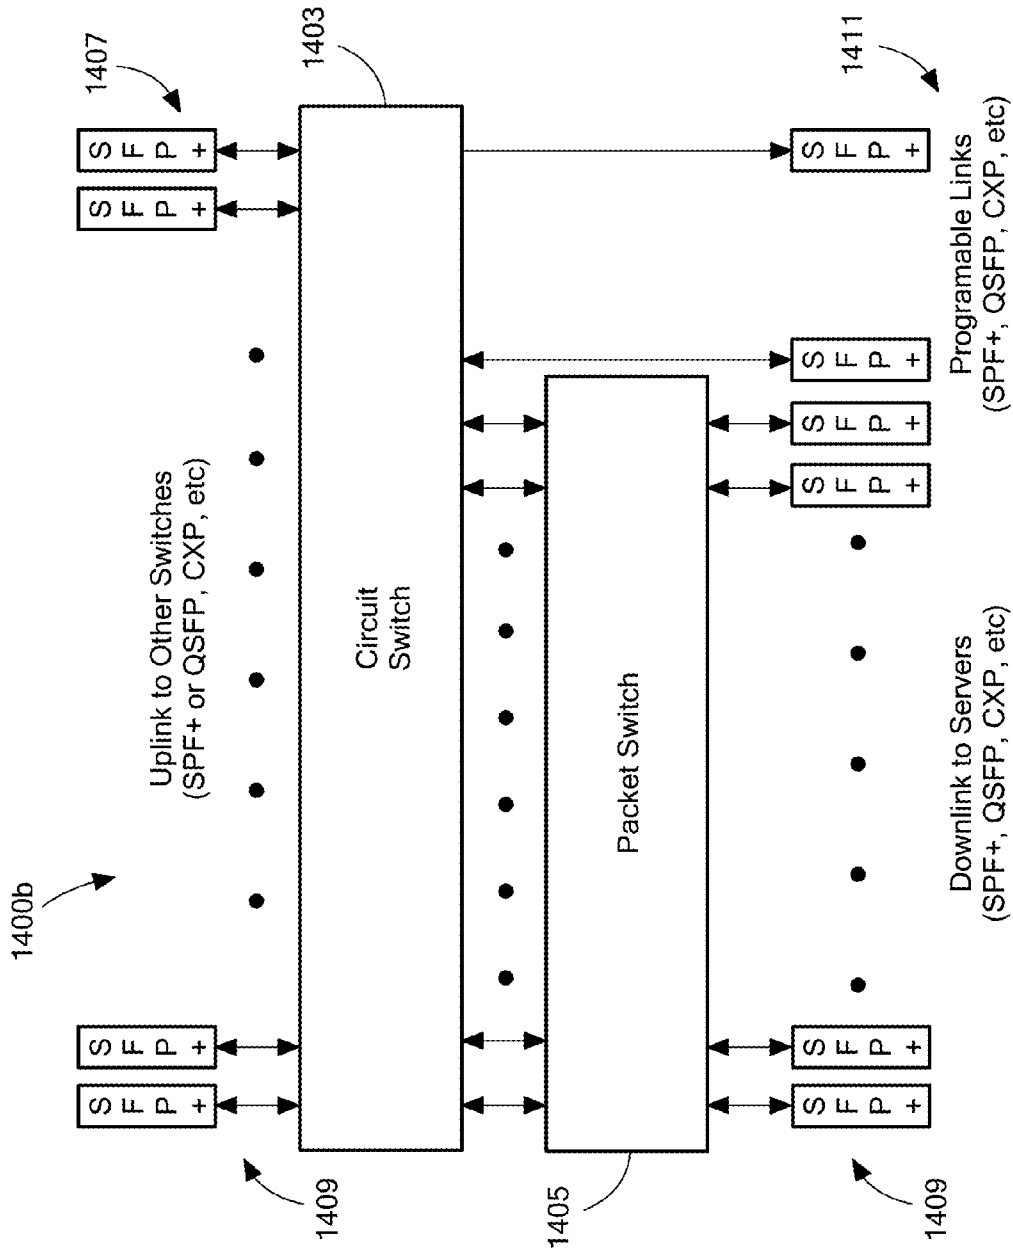 1400b
1407
1403
1411
1409
1405
1409
Uplink to Other Switches
(SPF+ or QSFP, CXP, etc)
SFP+
SFP+
SFP+
SFP+
Circuit
Switch
Packet Switch
SFP+
SFP+
SFP+
SFP+
SFP+
SFP+
Downlink to Servers
(SPF+, QSFP, CXP, etc)
Programable Links
(SPF+, QSFP, CXP, etc)